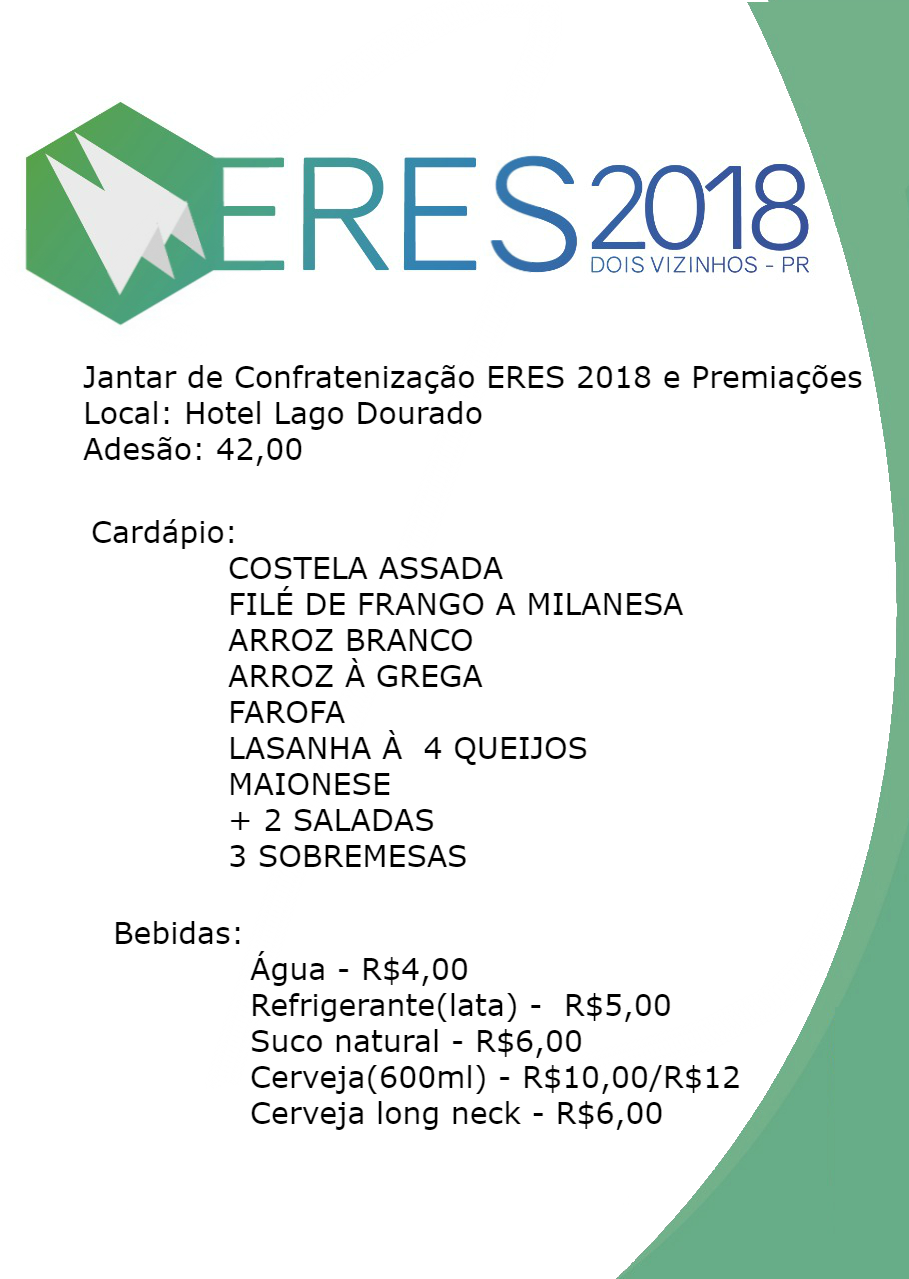 ERES 2018
DOIS VIZINHOS - PR
Jantar de Confratenização ERES 2018 e Premiações
Local: Hotel Lago Dourado
Adesão: 42,00
Cardápio:
COSTELA ASSADA
FILÉ DE FRANGO A MILANESA
ARROZ BRANCO
ARROZ À GREGA
FAROFA
LASANHA À  4 QUEIJOS
MAIONESE
+ 2 SALADAS
3 SOBREMESAS
Bebidas:
Água - R$4,00
Refrigerante(lata) -  R$5,00
Suco natural - R$6,00
Cerveja(600ml) - R$10,00/R$12
Cerveja long neck - R$6,00